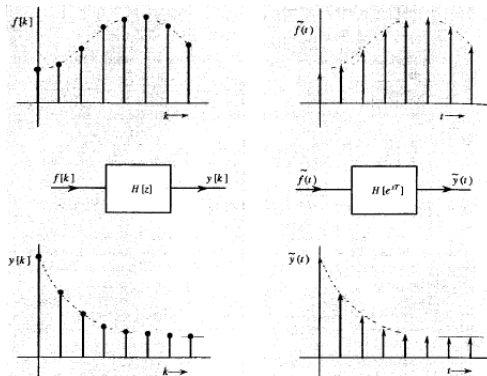 f[k]
k
f̃(t)
t
f[k]
H[z]
y[k]
f̃(t)
H[e^{sT}]
ỹ(t)
y[k]
k
ỹ(t)
t